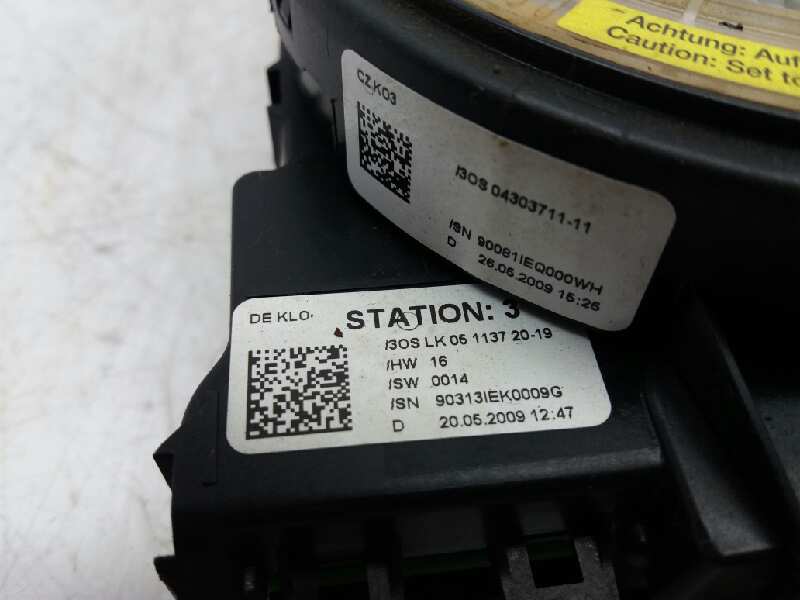 Achtung: Auf
Caution: Set to
CZ,K03
/3OS 04303711-11
/SN 90081IEQ000WH
D 26.05.2009 15:25
DE KLO
STATION: 3
/3OS LK 05 1137 20-19
/HW 16
/SW 0014
/SN 90313IEK0009G
D 20.05.2009 12:47